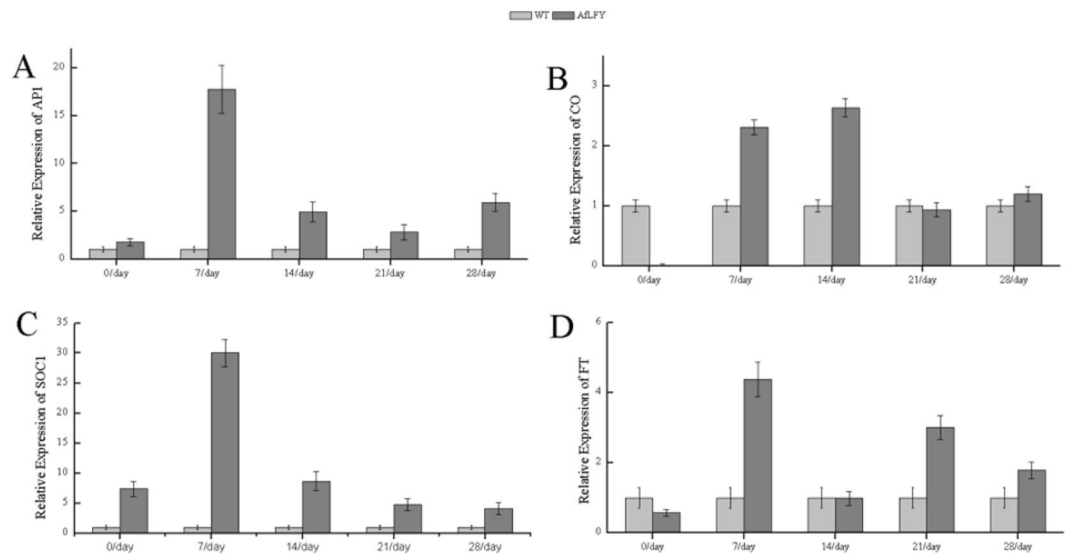 WT AfLFY
A
Relative Expression of AP1
20
15
10
5
0
0/day 7/day 14/day 21/day 28/day
B
Relative Expression of CO
3
2
1
0
0/day 7/day 14/day 21/day 28/day
C
Relative Expression of SOC1
35
30
25
20
15
10
5
0
0/day 7/day 14/day 21/day 28/day
D
Relative Expression of FT
6
4
2
0
0/day 7/day 14/day 21/day 28/day